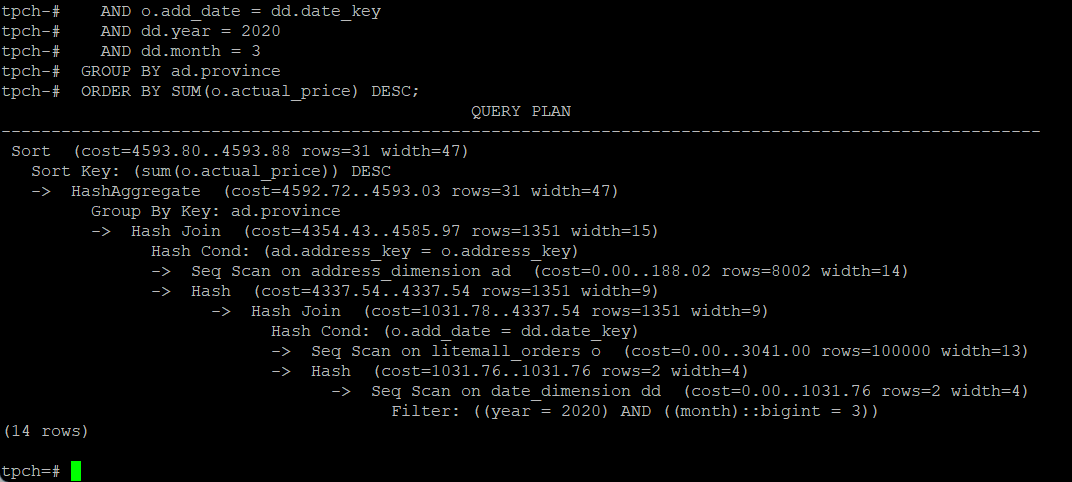 tpch-#    AND o.add_date = dd.date_key
tpch-#    AND dd.year = 2020
tpch-#    AND dd.month = 3
tpch-#  GROUP BY ad.province
tpch-#  ORDER BY SUM(o.actual_price) DESC;
                                               QUERY PLAN
--------------------------------------------------------------------------------------------------------
 Sort  (cost=4593.80..4593.88 rows=31 width=47)
   Sort Key: (sum(o.actual_price)) DESC
   ->  HashAggregate  (cost=4592.72..4593.03 rows=31 width=47)
         Group By Key: ad.province
         ->  Hash Join  (cost=4354.43..4585.97 rows=1351 width=15)
               Hash Cond: (ad.address_key = o.address_key)
               ->  Seq Scan on address_dimension ad  (cost=0.00..188.02 rows=8002 width=14)
               ->  Hash  (cost=4337.54..4337.54 rows=1351 width=9)
                     ->  Hash Join  (cost=1031.78..4337.54 rows=1351 width=9)
                           Hash Cond: (o.add_date = dd.date_key)
                           ->  Seq Scan on litemall_orders o  (cost=0.00..3041.00 rows=100000 width=13)
                           ->  Hash  (cost=1031.76..1031.76 rows=2 width=4)
                                 ->  Seq Scan on date_dimension dd  (cost=0.00..1031.76 rows=2 width=4)
                                       Filter: ((year = 2020) AND ((month)::bigint = 3))
(14 rows)

tpch=#